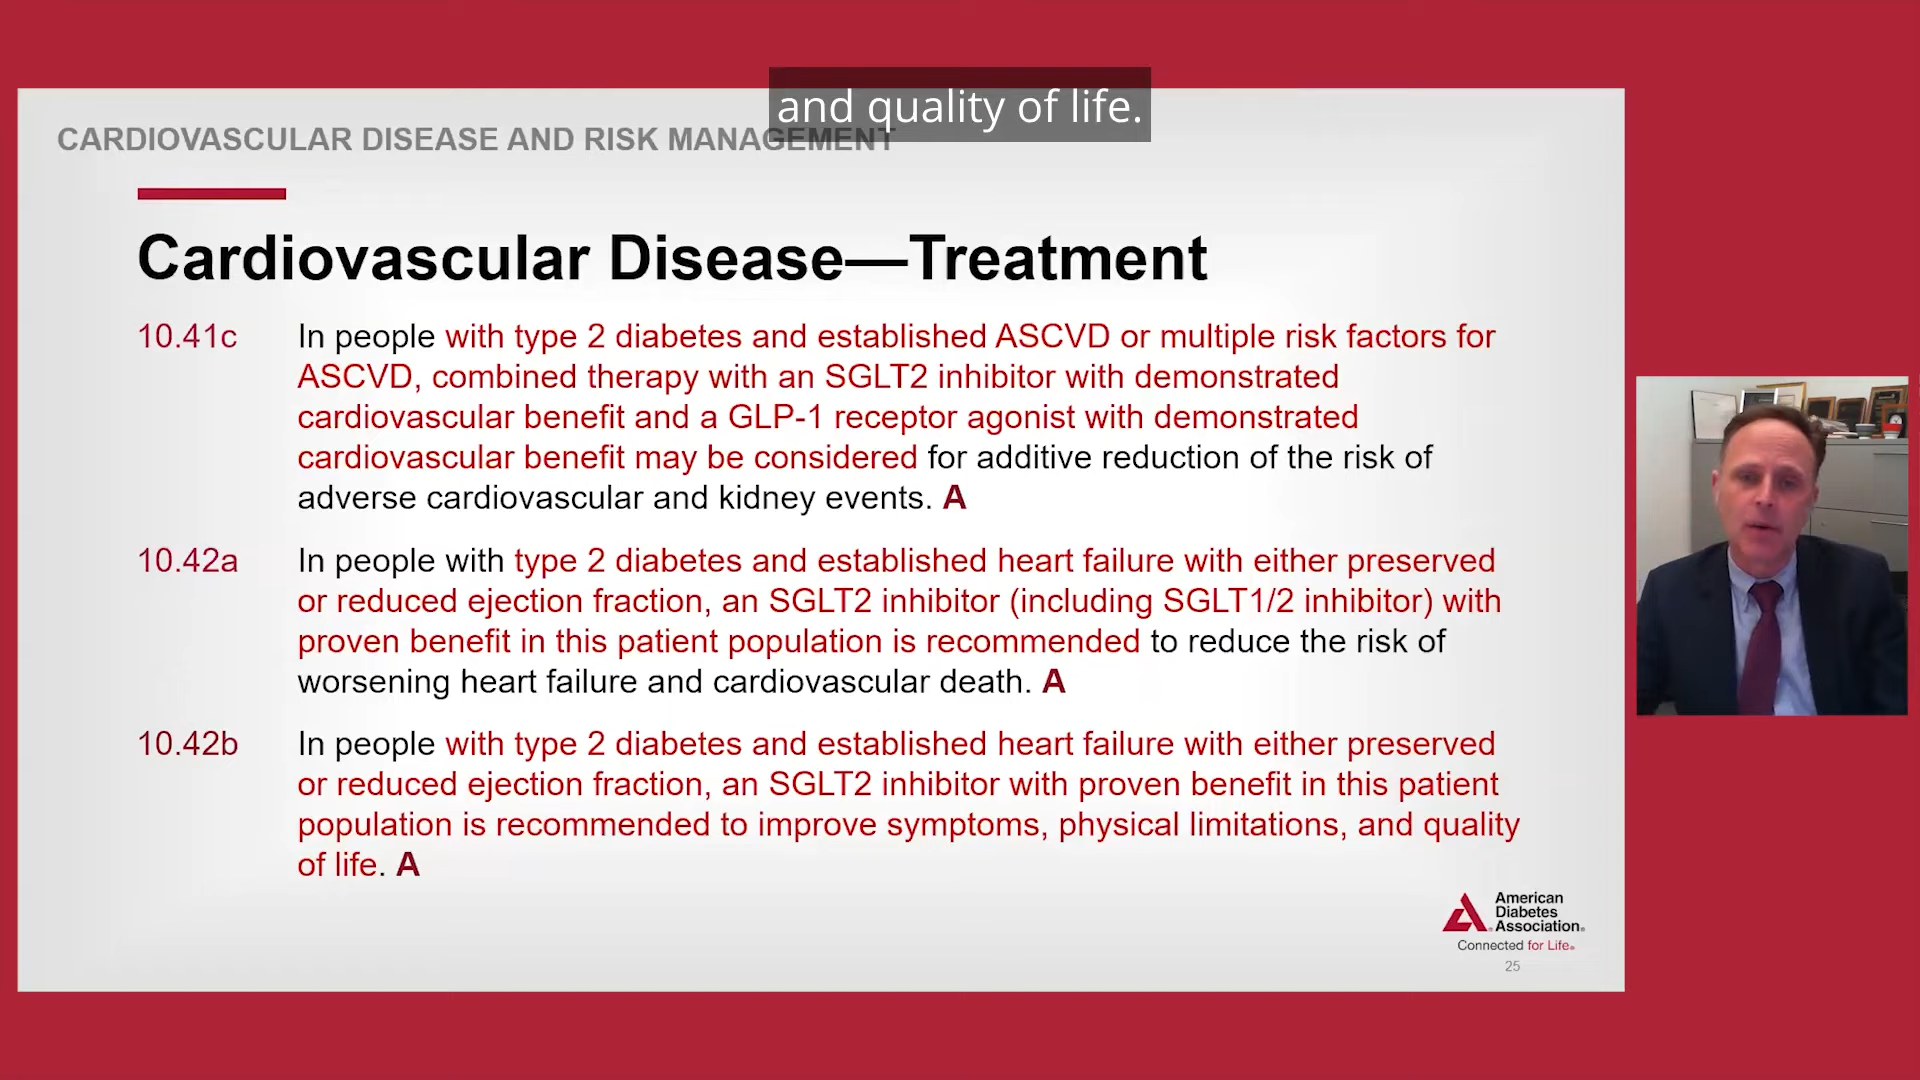 and quality of life.
CARDIOVASCULAR DISEASE AND RISK MANAGEMENT
Cardiovascular Disease—Treatment
10.41c In people with type 2 diabetes and established ASCVD or multiple risk factors for
ASCVD, combined therapy with an SGLT2 inhibitor with demonstrated
cardiovascular benefit and a GLP-1 receptor agonist with demonstrated
cardiovascular benefit may be considered for additive reduction of the risk of
adverse cardiovascular and kidney events. A
10.42a In people with type 2 diabetes and established heart failure with either preserved
or reduced ejection fraction, an SGLT2 inhibitor (including SGLT1/2 inhibitor) with
proven benefit in this patient population is recommended to reduce the risk of
worsening heart failure and cardiovascular death. A
10.42b In people with type 2 diabetes and established heart failure with either preserved
or reduced ejection fraction, an SGLT2 inhibitor with proven benefit in this patient
population is recommended to improve symptoms, physical limitations, and quality
of life. A
American
Diabetes
Association®
Connected for Life®
25